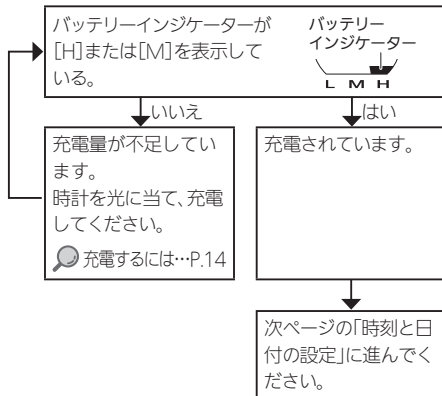 バッテリーインジケーターが
[H]または[M]を表示して
いる。
バッテリー
インジケーター
L M H
いいえ
はい
充電量が不足してい
ます。
時計を光に当て、充電
してください。
充電するには…P.14
充電されています。
次ページの「時刻と日
付の設定」に進んでく
ださい。